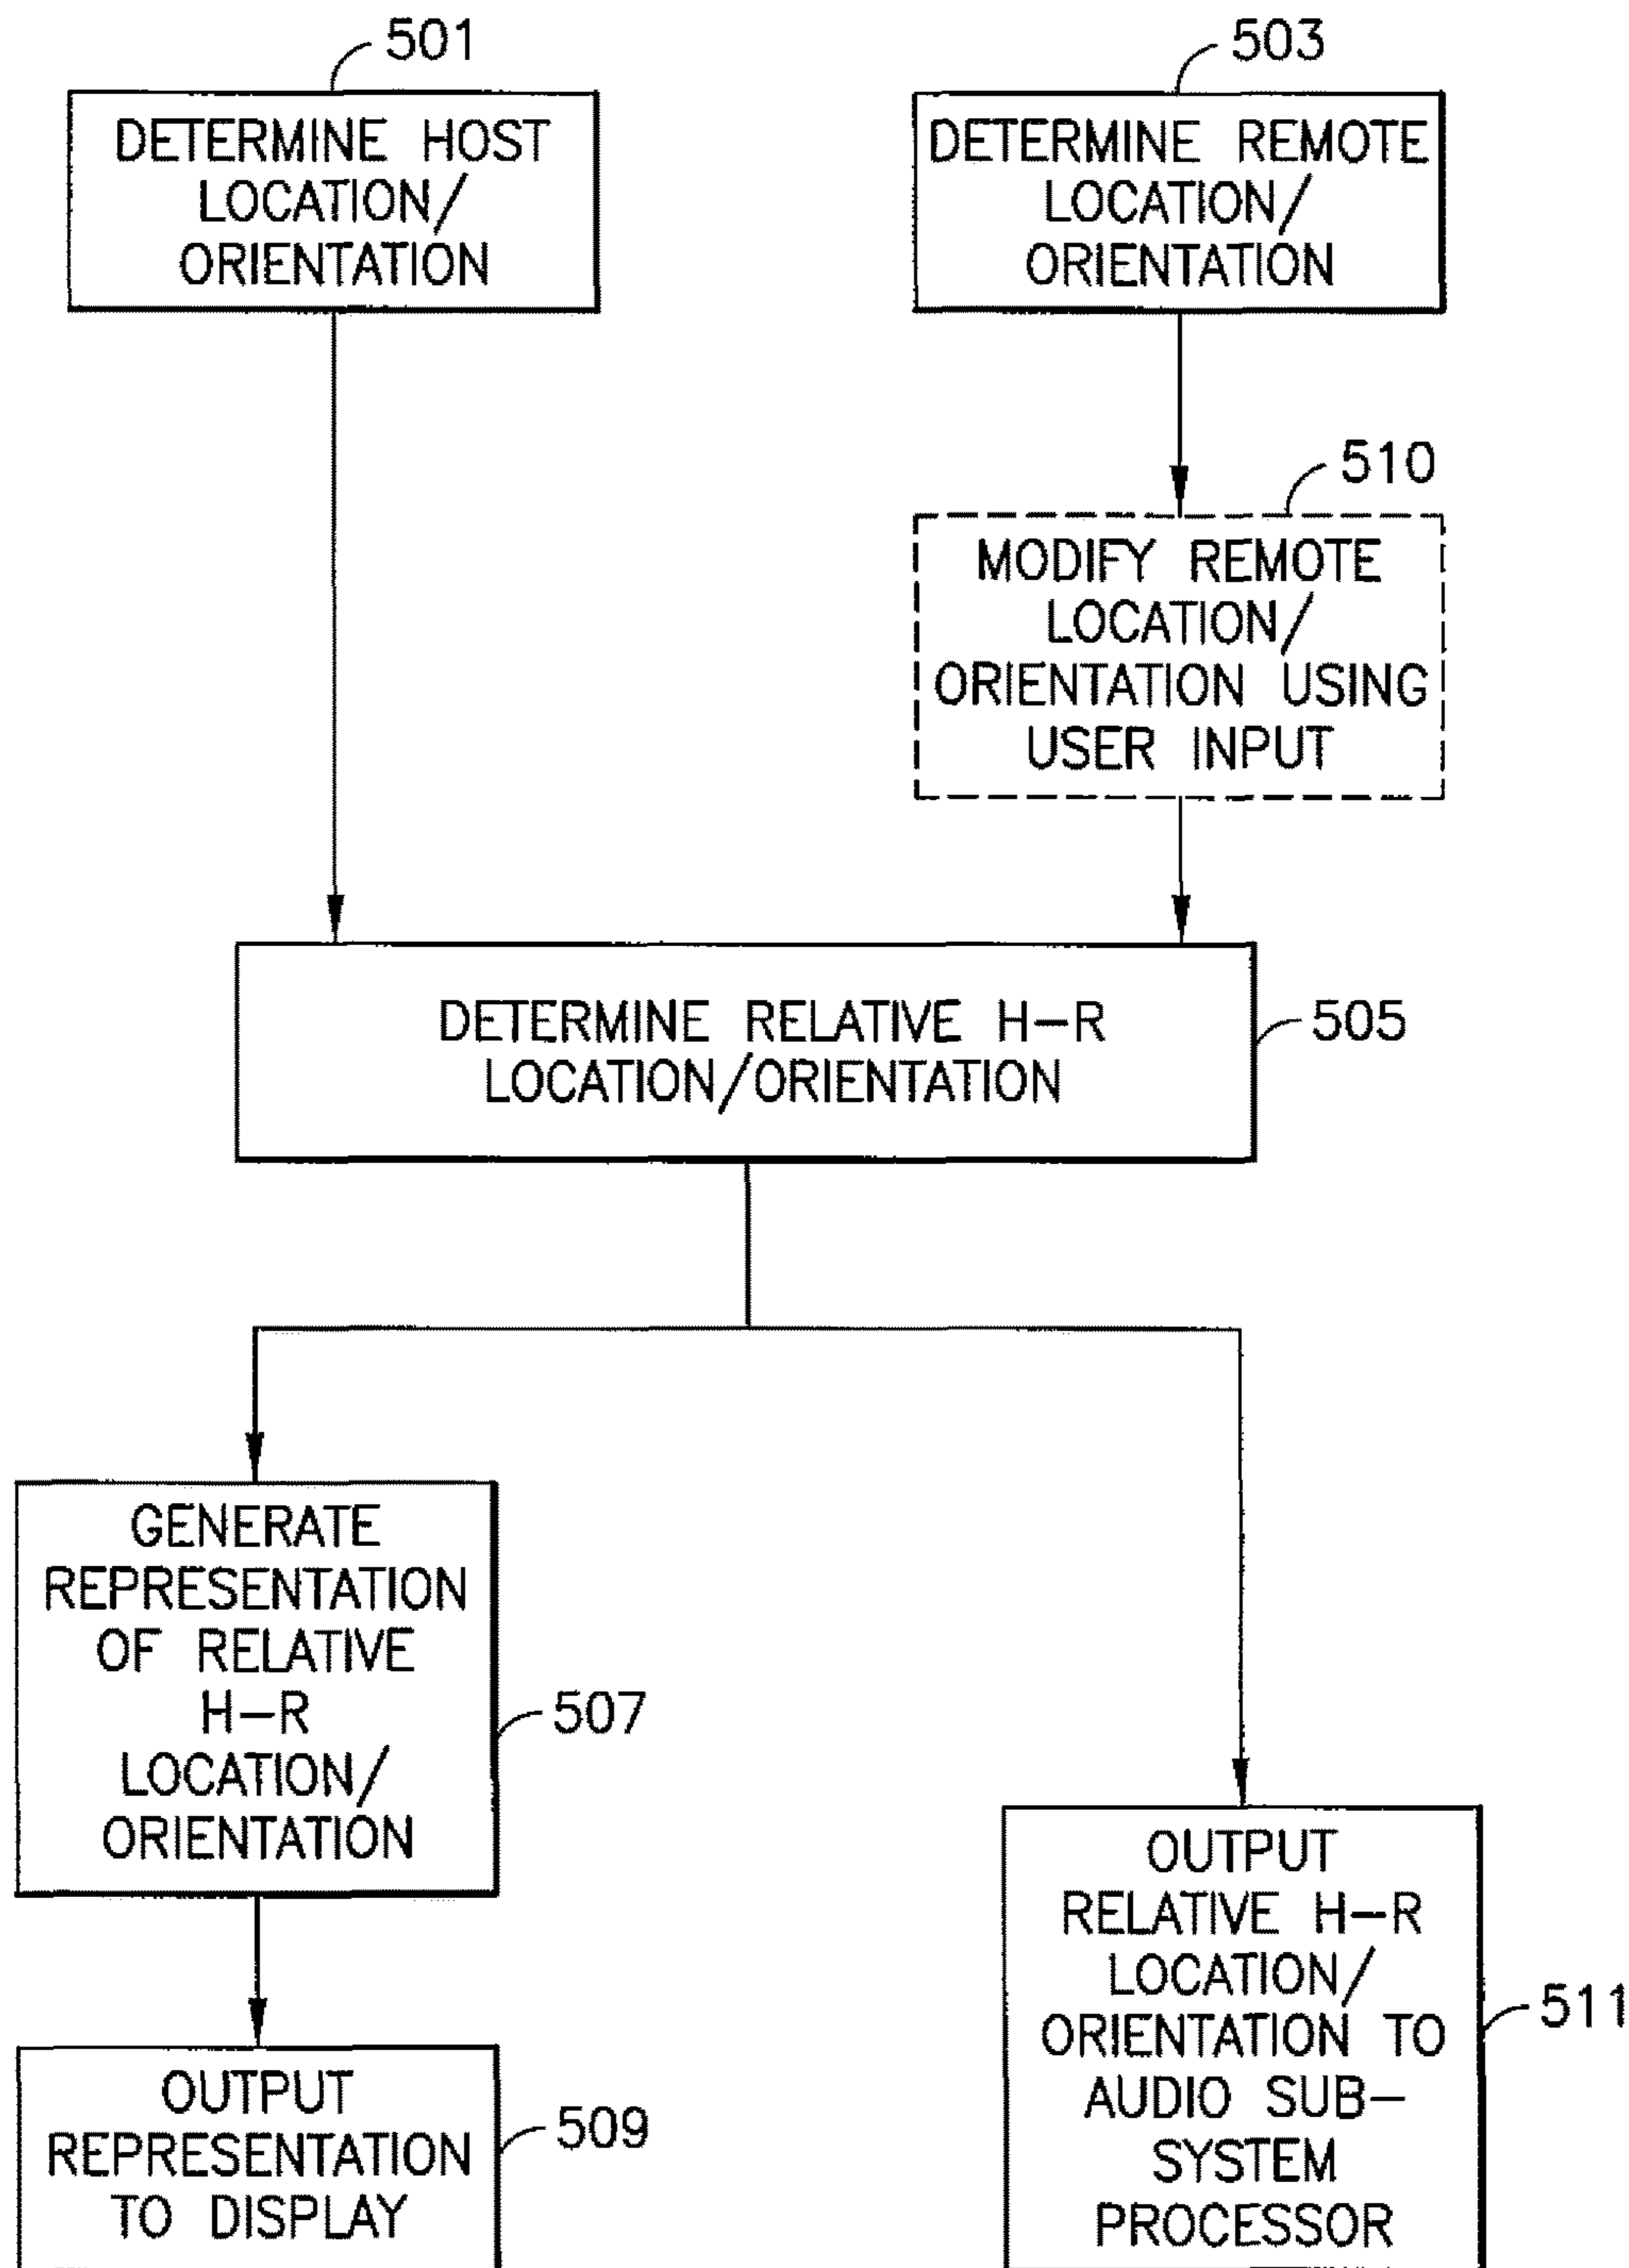 501
DETERMINE HOST
LOCATION/
ORIENTATION
503
DETERMINE REMOTE
LOCATION/
ORIENTATION
510
MODIFY REMOTE
LOCATION/
ORIENTATION USING
USER INPUT
DETERMINE RELATIVE H-R
LOCATION/ORIENTATION
505
GENERATE
REPRESENTATION
OF RELATIVE
H-R
LOCATION/
ORIENTATION
507
OUTPUT
REPRESENTATION
TO DISPLAY
509
OUTPUT
RELATIVE H-R
LOCATION/
ORIENTATION TO
AUDIO SUB-
SYSTEM
PROCESSOR
511